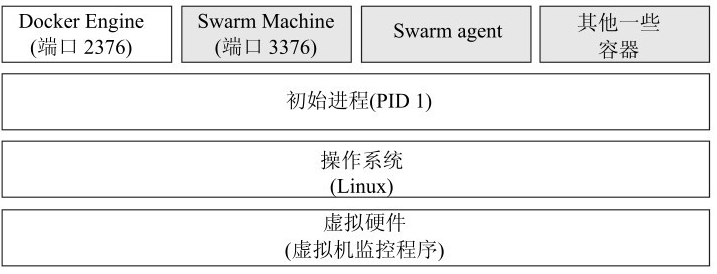 Docker Engine
(端口 2376)
Swarm Machine
(端口 3376)
Swarm agent
其他一些
容器
初始进程(PID 1)
操作系统
(Linux)
虚拟硬件
(虚拟机监控程序)